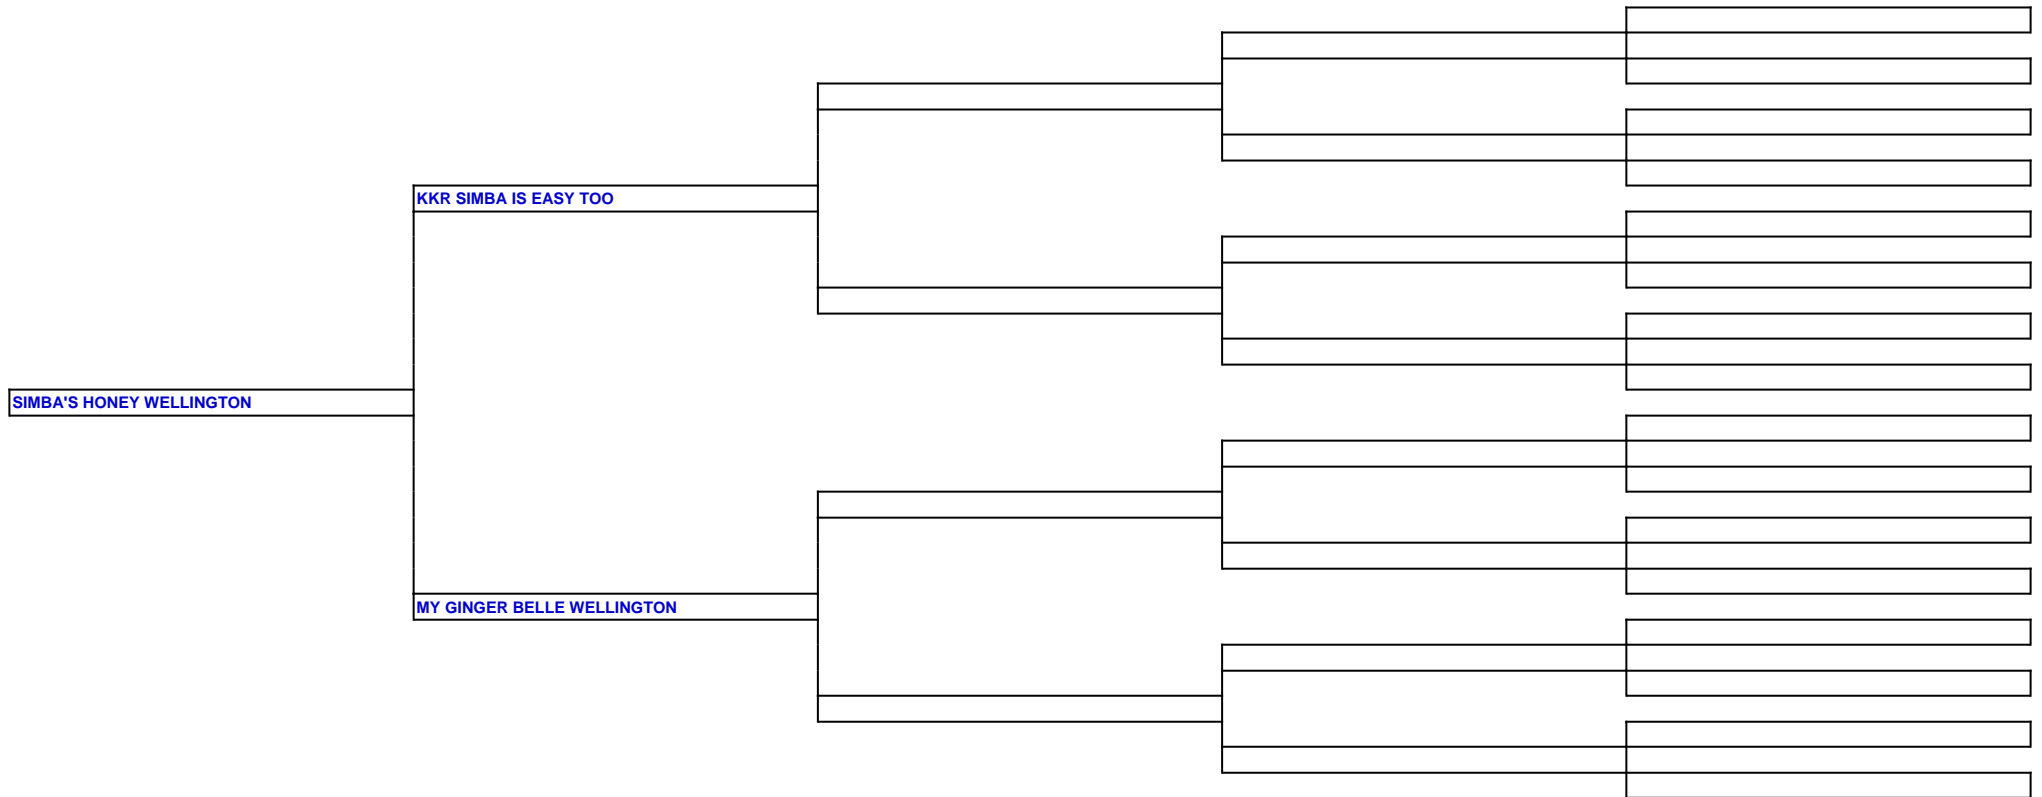 KKR SIMBA IS EASY TOO
SIMBA'S HONEY WELLINGTON
MY GINGER BELLE WELLINGTON